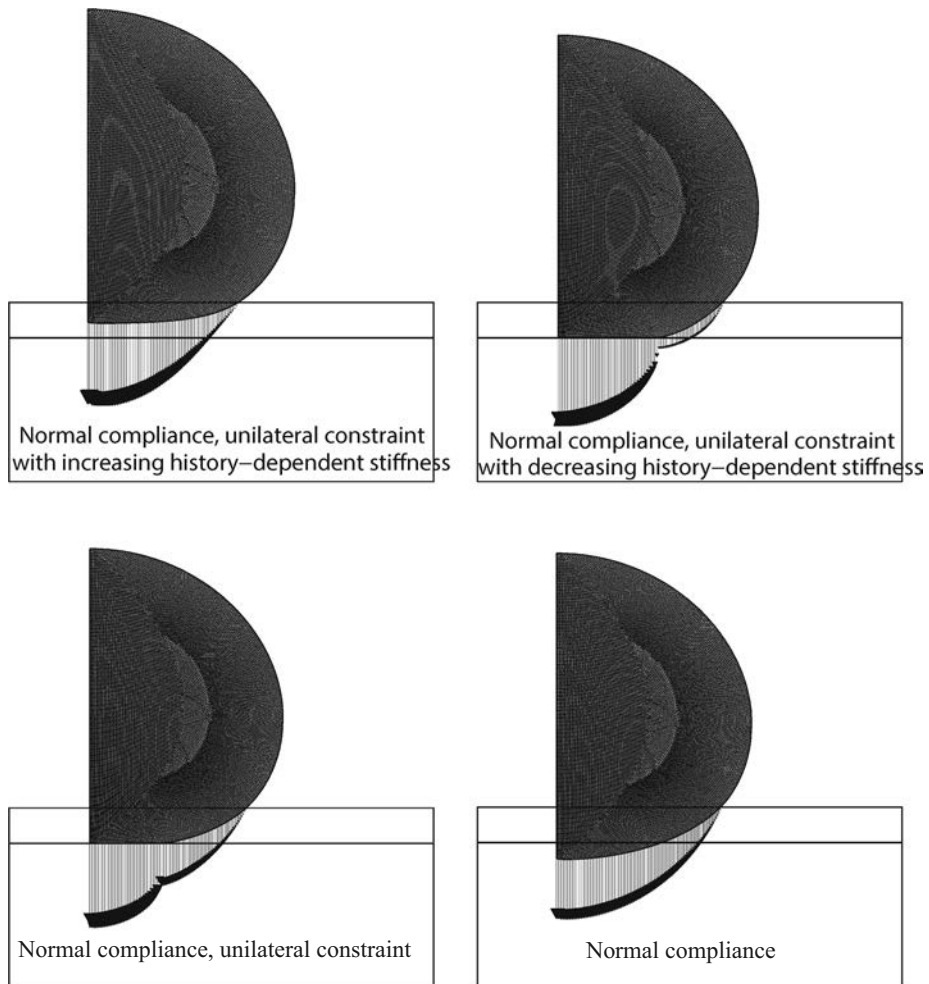 Normal compliance, unilateral constraint
with increasing history−dependent stiffness
Normal compliance, unilateral constraint
with decreasing history−dependent stiffness
Normal compliance, unilateral constraint
Normal compliance